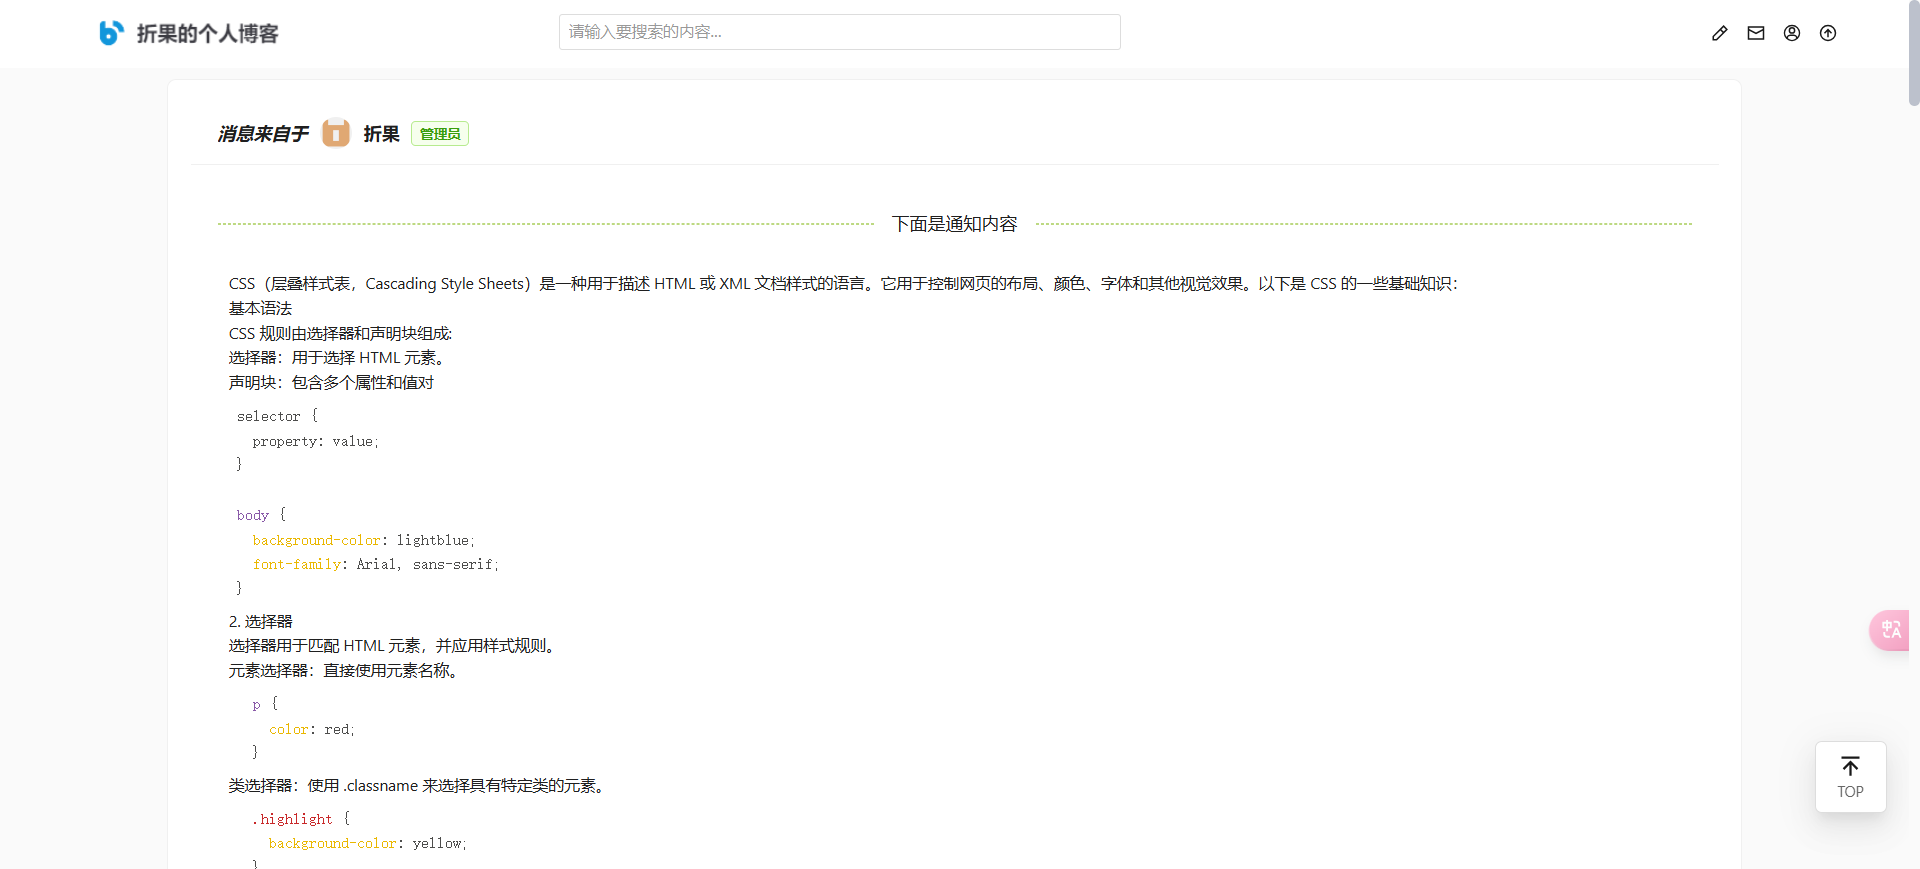 折果的个人博客
请输入要搜索的内容...
消息来自于 折果 管理员
下面是通知内容
CSS（层叠样式表，Cascading Style Sheets）是一种用于描述 HTML 或 XML 文档样式的语言。它用于控制网页的布局、颜色、字体和其他视觉效果。以下是 CSS 的一些基础知识：
基本语法
CSS 规则由选择器和声明块组成:
选择器：用于选择 HTML 元素。
声明块：包含多个属性和值对
selector {
  property: value;
}
body {
  background-color: lightblue;
  font-family: Arial, sans-serif;
}
2. 选择器
选择器用于匹配 HTML 元素，并应用样式规则。
元素选择器：直接使用元素名称。
  p {
    color: red;
  }
类选择器：使用 .classname 来选择具有特定类的元素。
  .highlight {
    background-color: yellow;
  }
中A
TOP